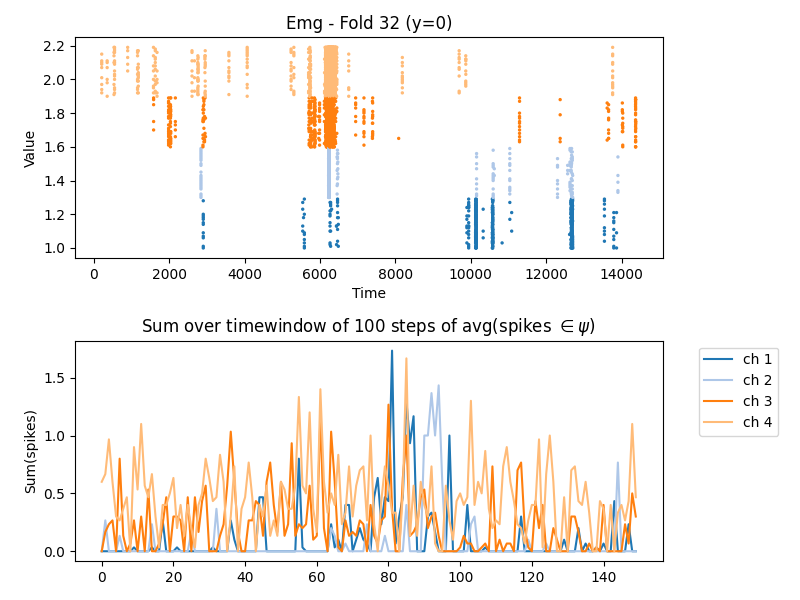 Emg - Fold 32 (y=0)
2.2
2.0
1.8
1.6
1.4
1.2
1.0
Value
0 2000 4000 6000 8000 10000 12000 14000
Time
Sum over timewindow of 100 steps of avg(spikes ∈ψ)
1.5
1.0
0.5
0.0
Sum(spikes)
0 20 40 60 80 100 120 140
ch 1
ch 2
ch 3
ch 4